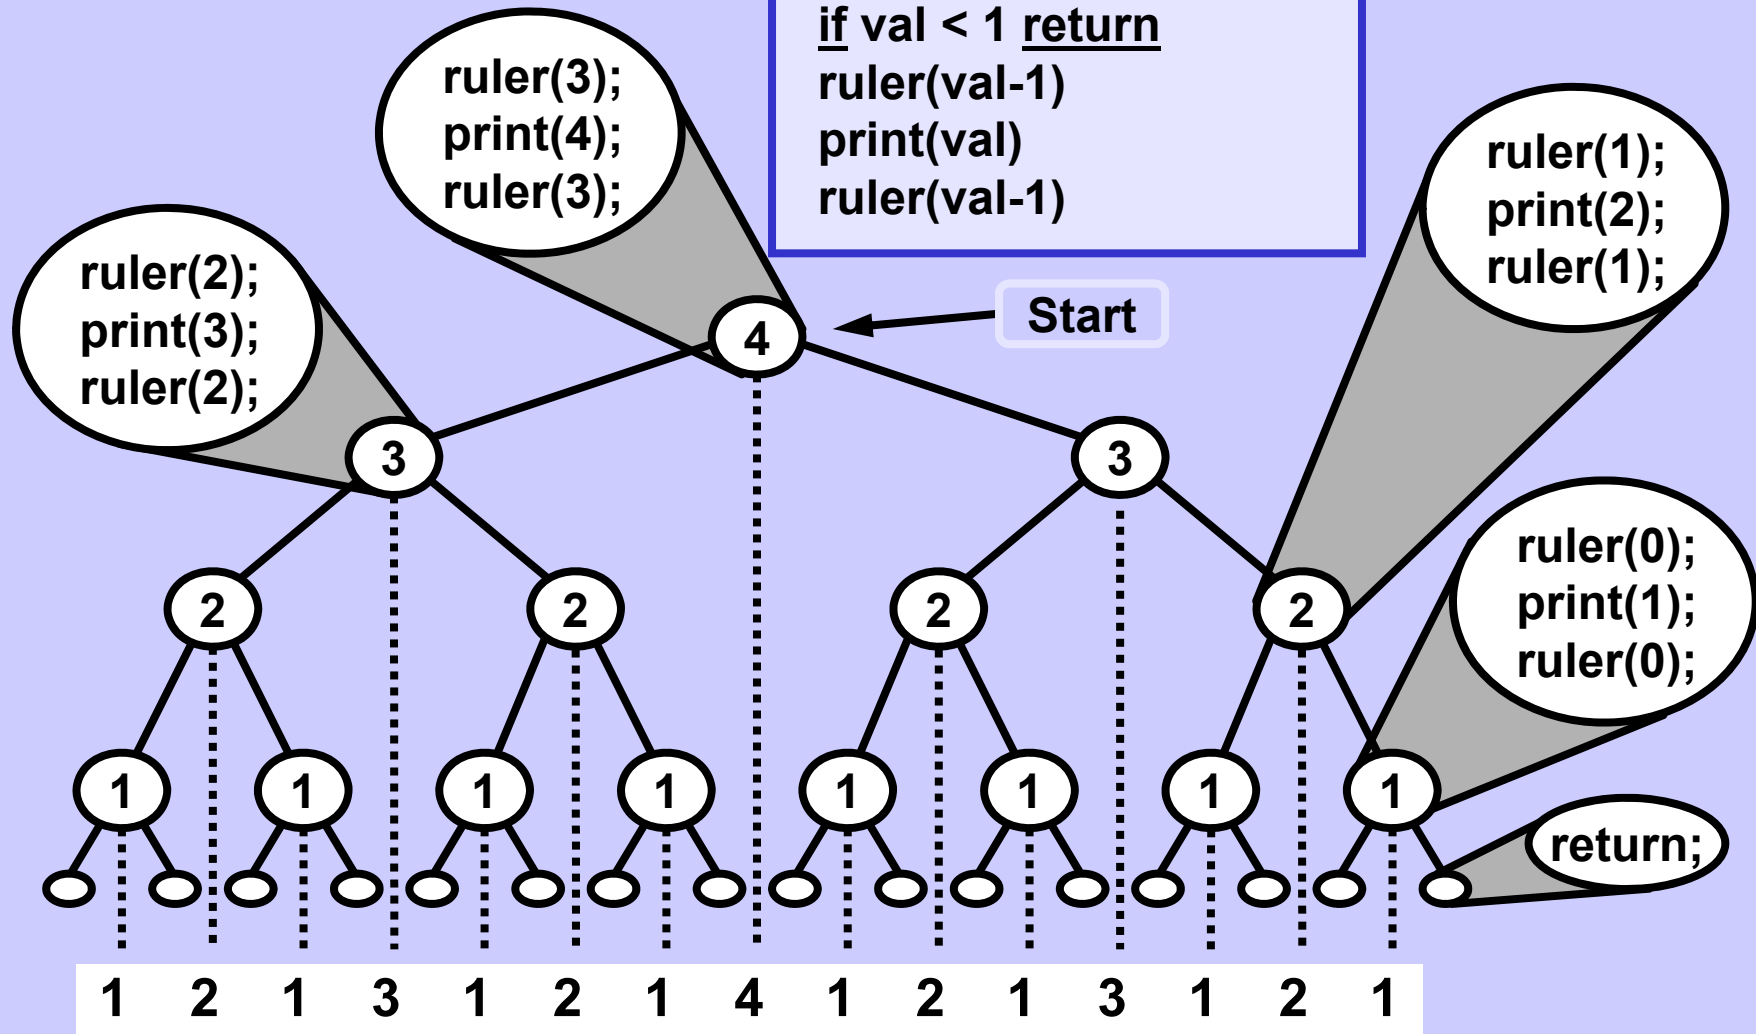 if val < 1 return
ruler(val-1)
print(val)
ruler(val-1)
ruler(3);
print(4);
ruler(3);
ruler(1);
print(2);
ruler(1);
ruler(2);
print(3);
ruler(2);
Start
4
3 3
ruler(0);
print(1);
ruler(0);
2 2 2 2
1 1 1 1 1 1 1 1
return;
1 2 1 3 1 2 1 4 1 2 1 3 1 2 1